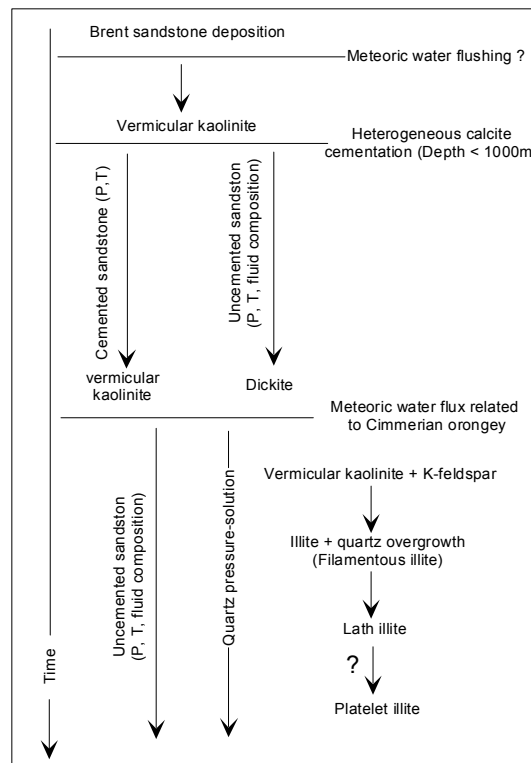 Brent sandstone deposition
Meteoric water flushing ?
Vermicular kaolinite
Heterogeneous calcite
cementation (Depth < 1000m
Cemented sandstone (P,T)
Uncemented sandston
(P, T, fluid composition)
vermicular
kaolinite
Dickite
Meteoric water flux related
to Cimmerian orongey
Uncemented sandston
(P, T, fluid composition)
Quartz pressure-solution
Vermicular kaolinite + K-feldspar
Illite + quartz overgrowth
(Filamentous illite)
Lath illite
?
Platelet illite
Time